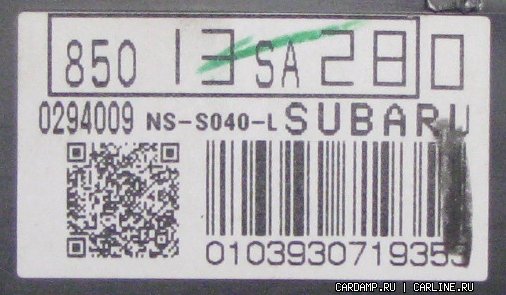 850 13 SA 280
0294009 NS-S040-L SUBARU
0103930719353
CARDAMP.RU | CARLINE.RU